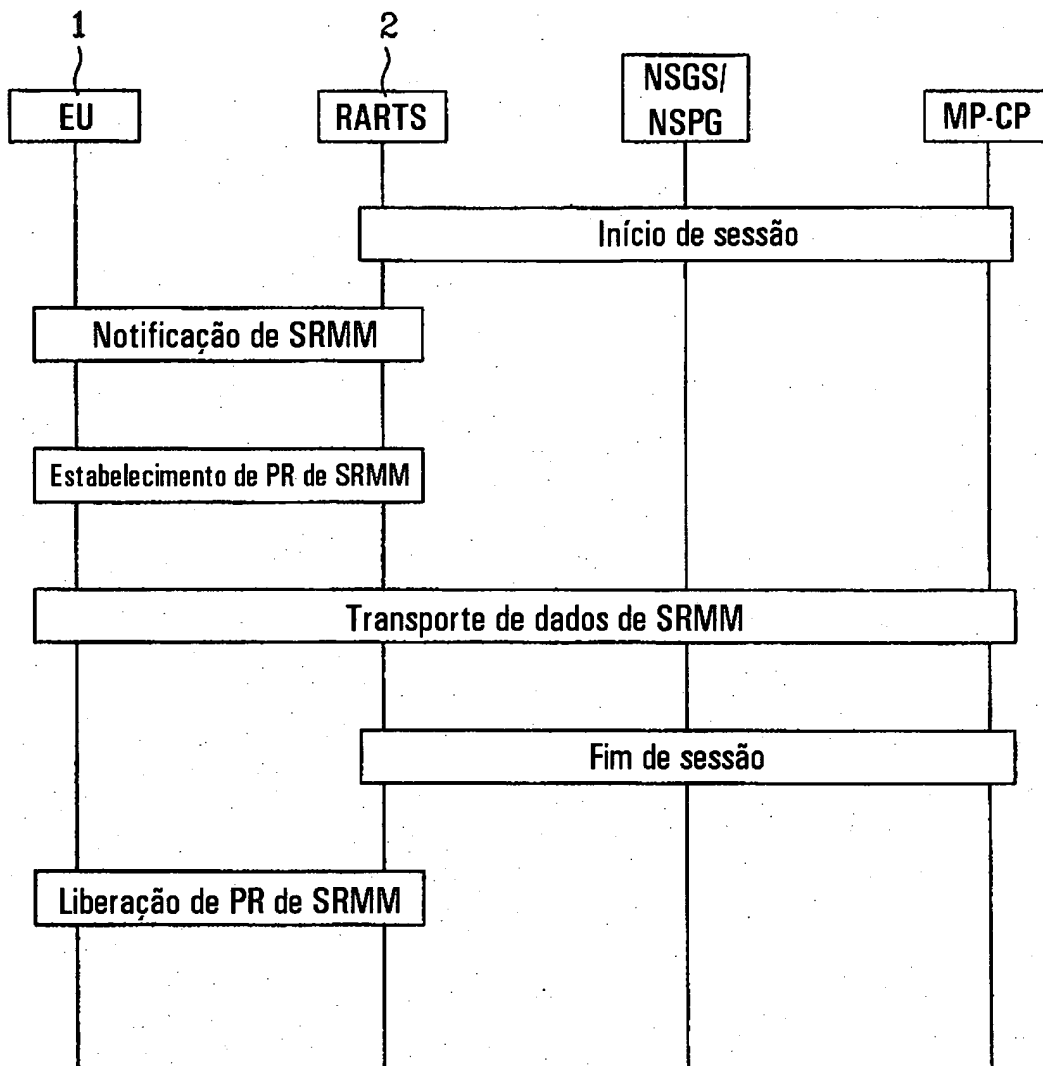 1
2
EU
RARTS
NSGS/
NSPG
MP-CP
Início de sessão
Notificação de SRMM
Estabelecimento de PR de SRMM
Transporte de dados de SRMM
Fim de sessão
Liberação de PR de SRMM